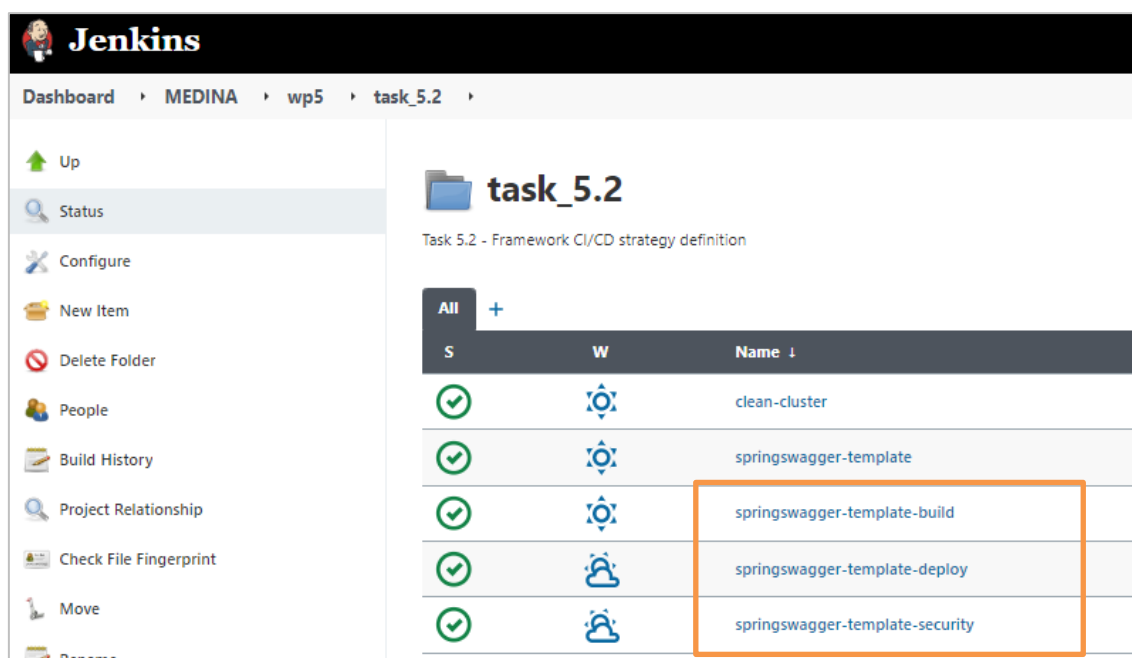 Jenkins
Dashboard MEDINA wp5 task_5.2
Up
Status
Configure
New Item
Delete Folder
People
Build History
Project Relationship
Check File Fingerprint
Move
task_5.2
Task 5.2 - Framework CI/CD strategy definition
All +
S W Name ↓
clean-cluster
springswagger-template
springswagger-template-build
springswagger-template-deploy
springswagger-template-security